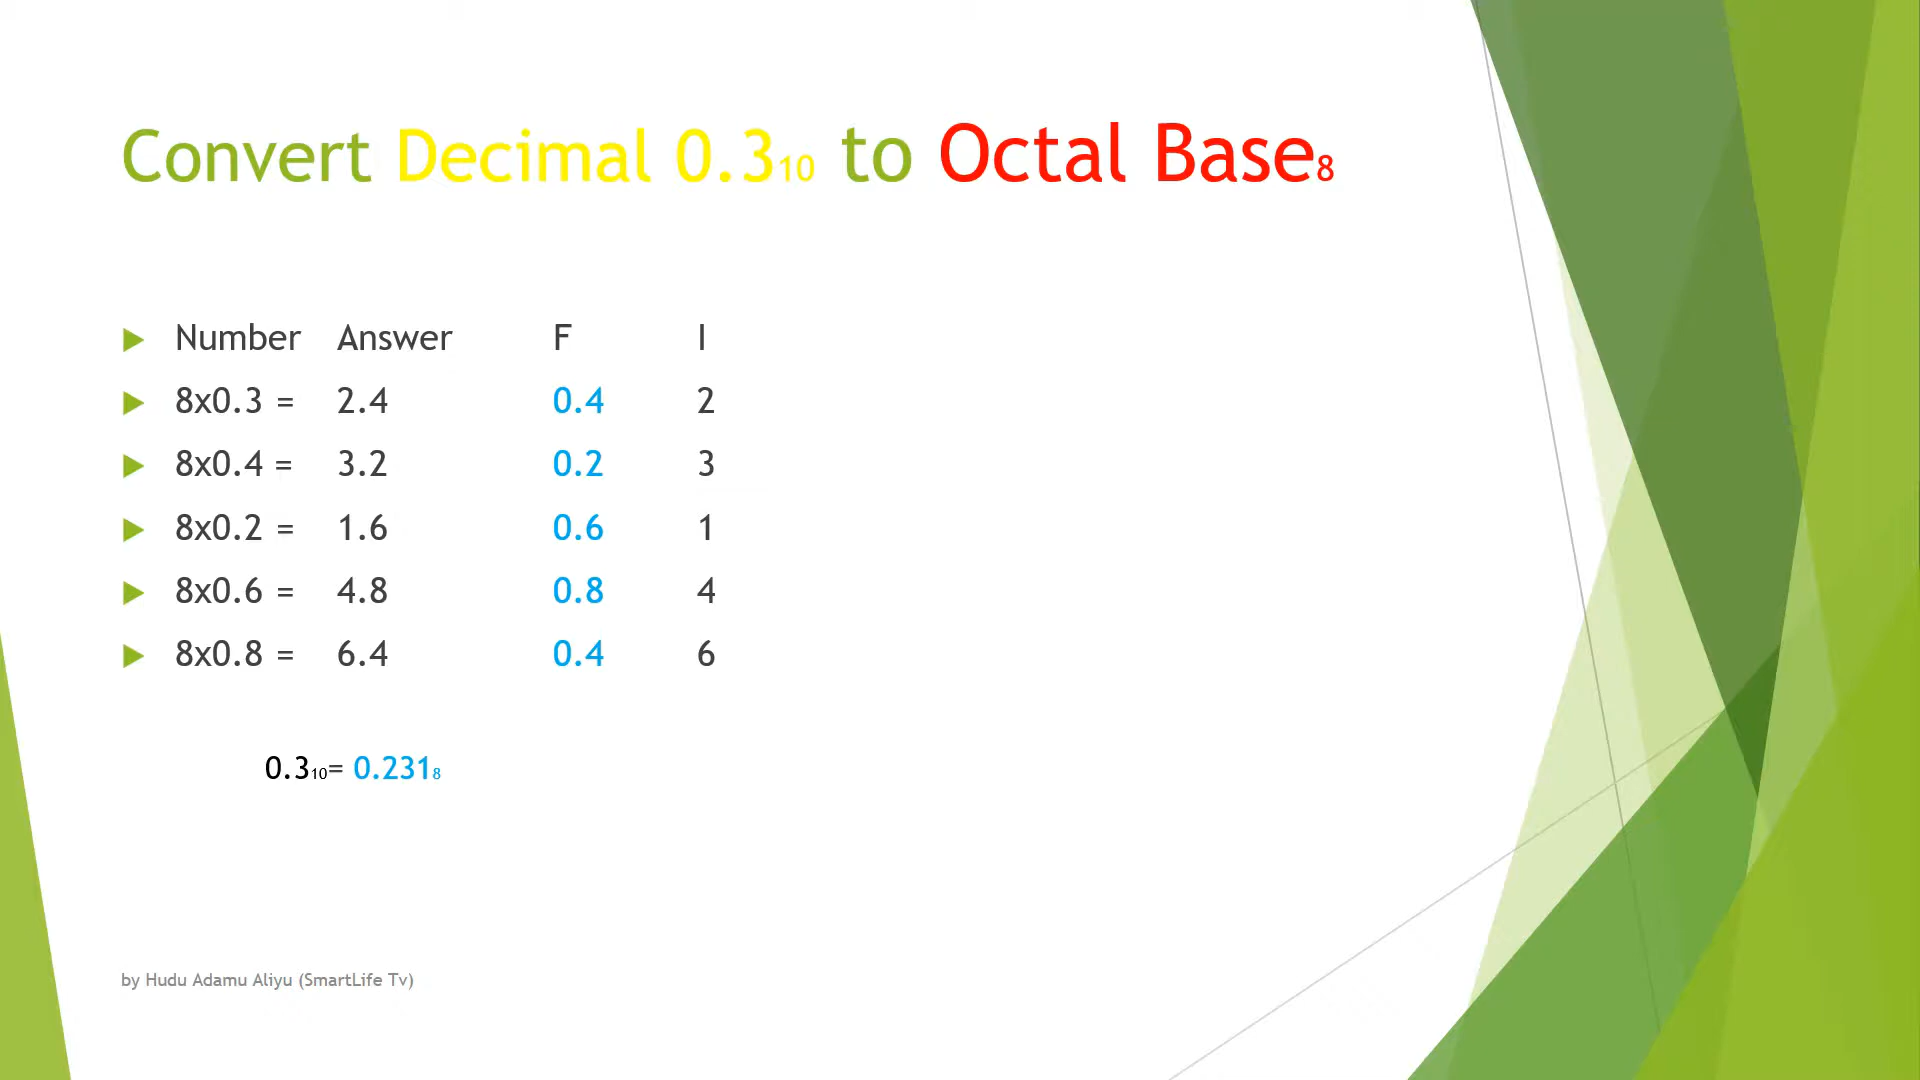 Convert Decimal 0.3₁₀ to Octal Base₈
Number Answer F I
8x0.3 = 2.4 0.4 2
8x0.4 = 3.2 0.2 3
8x0.2 = 1.6 0.6 1
8x0.6 = 4.8 0.8 4
8x0.8 = 6.4 0.4 6
0.3₁₀= 0.231₈
by Hudu Adamu Aliyu (SmartLife Tv)